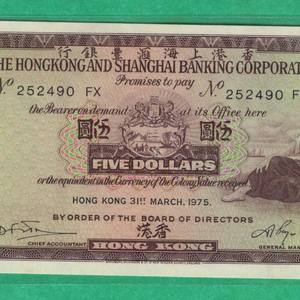 行銀豐滙海上港香
THE HONGKONG AND SHANGHAI BANKING CORPORAT
Promises to pay
No 252490 FX No 252490 F
the Bearer on demand at its Office here
圓伍 圓伍
FIVE DOLLARS
or the equivalent in the Currency of the Colony Value received
HONG KONG 31ST MARCH, 1975.
BY ORDER OF THE BOARD OF DIRECTORS
港香
CHIEF ACCOUNTANT GENERAL MANA
HONG KONG